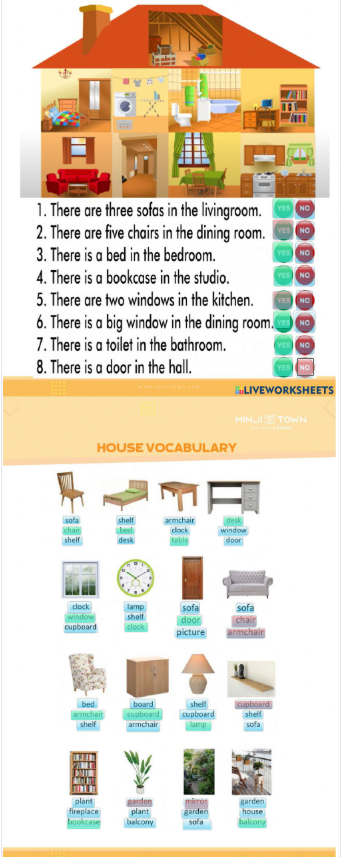 1. There are three sofas in the livingroom. YES NO
2. There are five chairs in the dining room. YES NO
3. There is a bed in the bedroom. YES NO
4. There is a bookcase in the studio. YES NO
5. There are two windows in the kitchen. YES NO
6. There is a big window in the dining room. YES NO
7. There is a toilet in the bathroom. YES NO
8. There is a door in the hall. YES NO
LIVEWORKSHEETS
MINJI TOWN
HOUSE VOCABULARY
sofa shelf armchair desk
chair bed clock window
shelf desk table door
clock lamp sofa sofa
window shelf door chair
cupboard clock picture armchair
bed board shelf cupboard
armchair cupboard cupboard shelf
shelf armchair lamp sofa
plant garden mirror garden
fireplace plant garden house
bookcase balcony sofa balcony